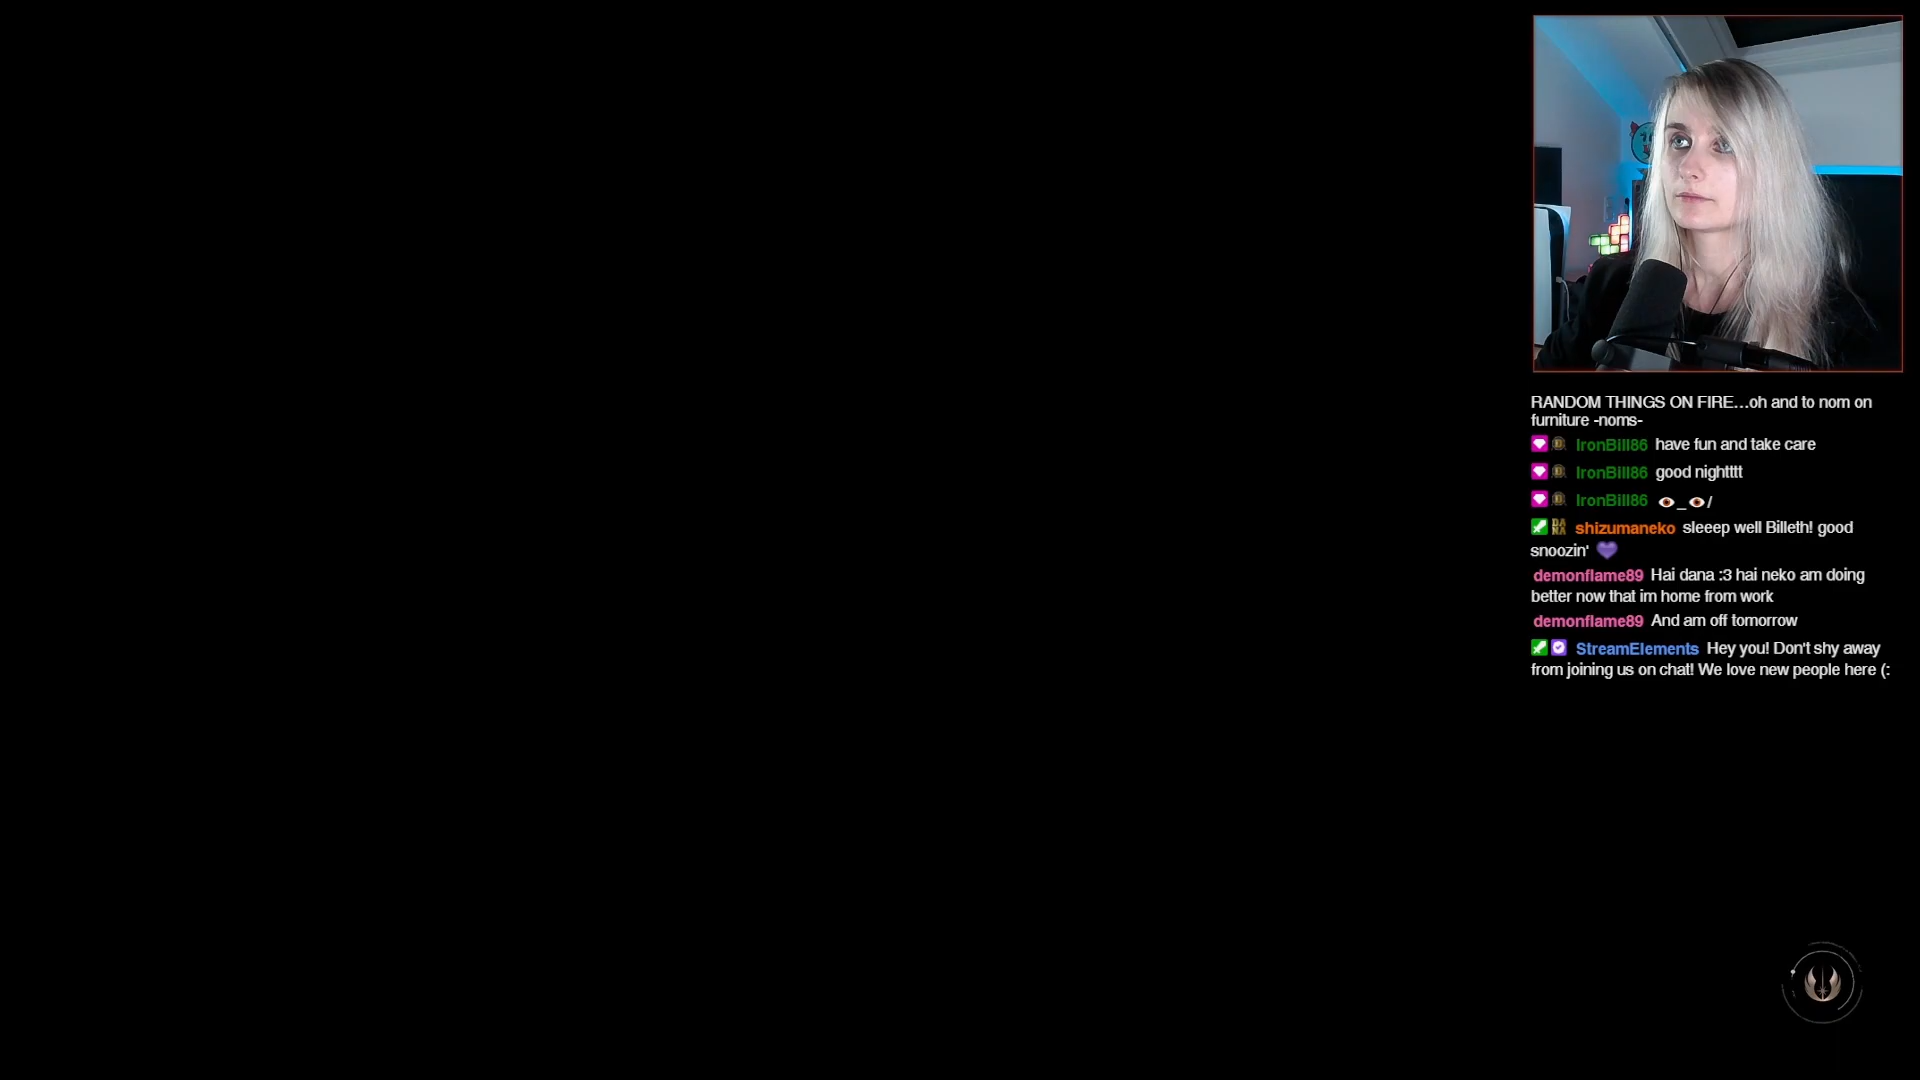 RANDOM THINGS ON FIRE...oh and to nom on
furniture -noms-
IronBill86 have fun and take care
IronBill86 good nightttt
IronBill86 👁_👁/
shizumaneko sleeep well Billeth! good
snoozin' 💜
demonflame89 Hai dana :3 hai neko am doing
better now that im home from work
demonflame89 And am off tomorrow
StreamElements Hey you! Don't shy away
from joining us on chat! We love new people here (: